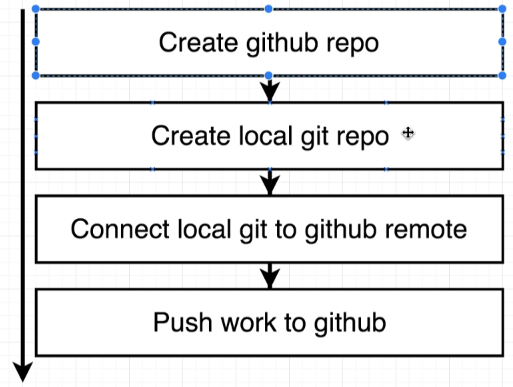 Create github repo
Create local git repo
Connect local git to github remote
Push work to github